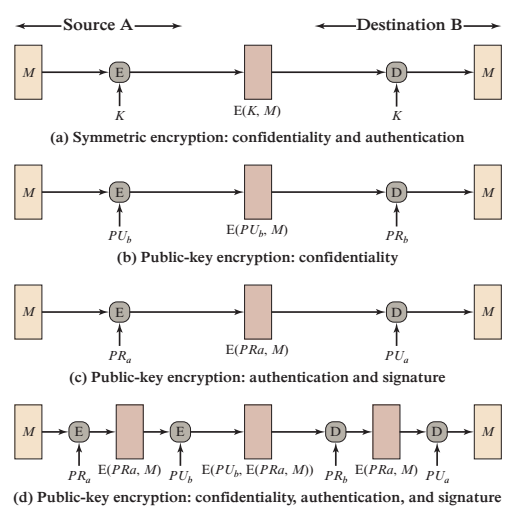 Source A Destination B
M E D M
K E(K, M) K
(a) Symmetric encryption: confidentiality and authentication
M E D M
PU_b E(PU_b, M) PR_b
(b) Public-key encryption: confidentiality
M E D M
PR_a E(PRa, M) PU_a
(c) Public-key encryption: authentication and signature
M E E D D M
PR_a E(PRa, M) PU_b E(PU_b, E(PRa, M)) PR_b E(PRa, M) PU_a
(d) Public-key encryption: confidentiality, authentication, and signature